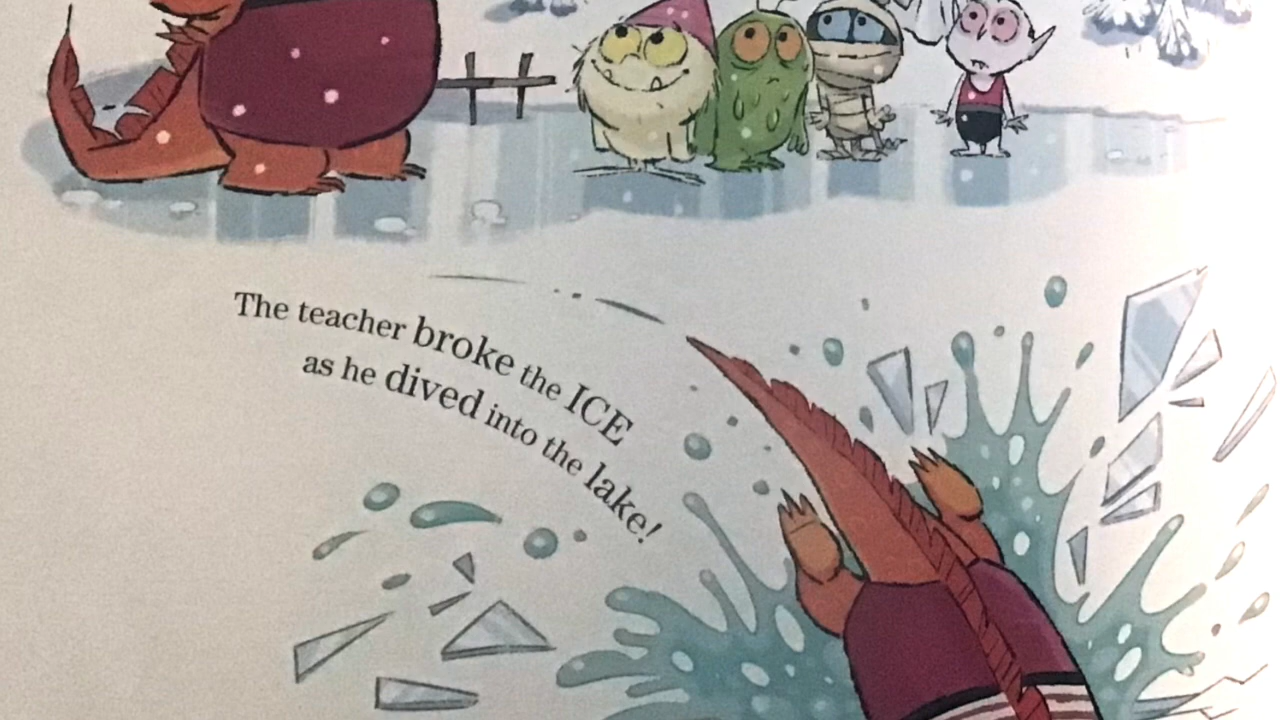 The teacher broke the ICE
as he dived into the lake!